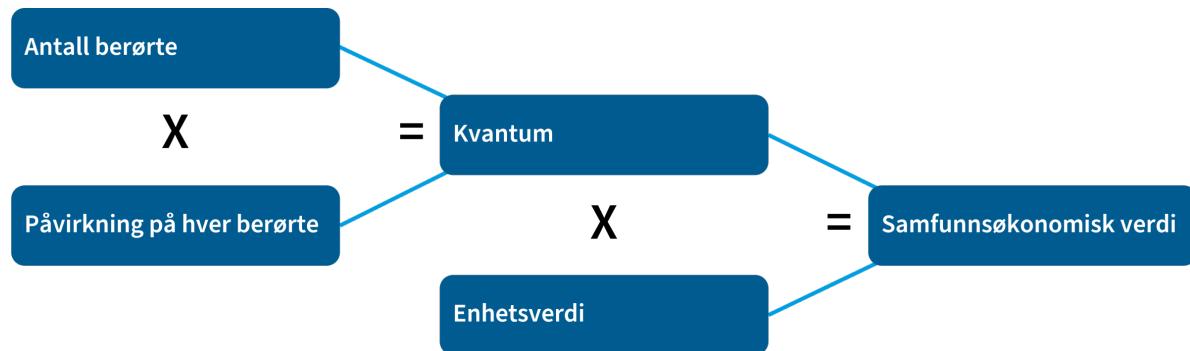 Antall berørte
X
=
Kvantum
Påvirkning på hver berørte
X
=
Samfunnsøkonomisk verdi
Enhetsverdi